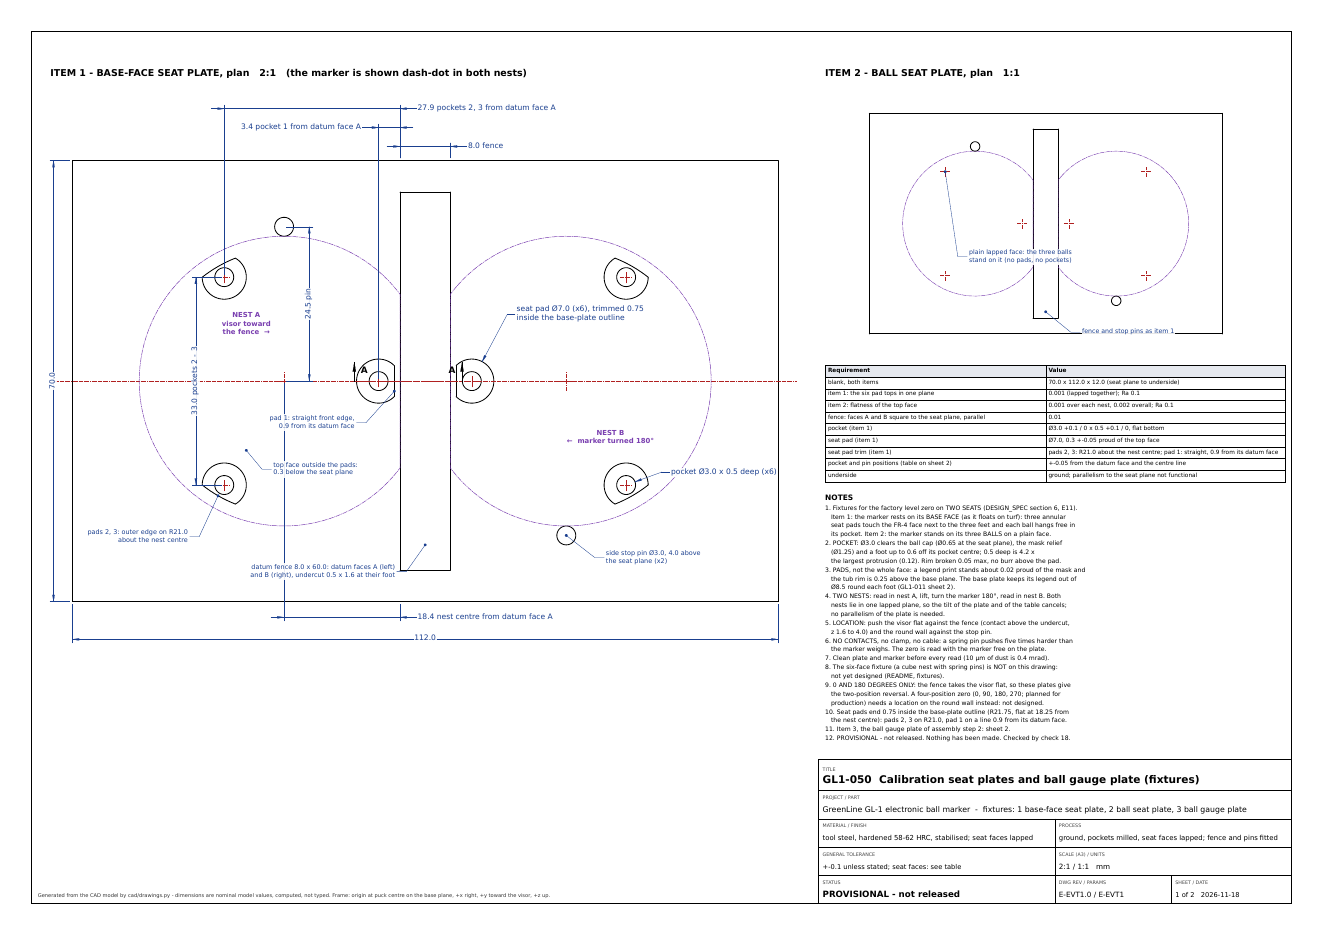 ITEM 1 - BASE-FACE SEAT PLATE, plan 2:1 (the marker is shown dash-dot in both nests)
27.9 pockets 2, 3 from datum face A
3.4 pocket 1 from datum face A
8.0 fence
24.5 pin
33.0 pockets 2 - 3
70.0
NEST A
visor toward
the fence →
seat pad Ø7.0 (x6), trimmed 0.75
inside the base-plate outline
A
A
pad 1: straight front edge,
0.9 from its datum face
NEST B
← marker turned 180°
top face outside the pads:
0.3 below the seat plane
pocket Ø3.0 x 0.5 deep (x6)
pads 2, 3: outer edge on R21.0
about the nest centre
side stop pin Ø3.0, 4.0 above
the seat plane (x2)
datum fence 8.0 x 60.0: datum faces A (left)
and B (right), undercut 0.5 x 1.6 at their foot
18.4 nest centre from datum face A
112.0
ITEM 2 - BALL SEAT PLATE, plan 1:1
plain lapped face: the three balls
stand on it (no pads, no pockets)
fence and stop pins as item 1
Requirement Value
blank, both items 70.0 x 112.0 x 12.0 (seat plane to underside)
item 1: the six pad tops in one plane 0.001 (lapped together); Ra 0.1
item 2: flatness of the top face 0.001 over each nest, 0.002 overall; Ra 0.1
fence: faces A and B square to the seat plane, parallel 0.01
pocket (item 1) Ø3.0 +0.1 / 0 x 0.5 +0.1 / 0, flat bottom
seat pad (item 1) Ø7.0, 0.3 +-0.05 proud of the top face
seat pad trim (item 1) pads 2, 3: R21.0 about the nest centre; pad 1: straight, 0.9 from its datum face
pocket and pin positions (table on sheet 2) +-0.05 from the datum face and the centre line
underside ground; parallelism to the seat plane not functional
NOTES
1. Fixtures for the factory level zero on TWO SEATS (DESIGN_SPEC section 6, E11).
Item 1: the marker rests on its BASE FACE (as it floats on turf): three annular
seat pads touch the FR-4 face next to the three feet and each ball hangs free in
its pocket. Item 2: the marker stands on its three BALLS on a plain face.
2. POCKET: Ø3.0 clears the ball cap (Ø0.65 at the seat plane), the mask relief
(Ø1.25) and a foot up to 0.6 off its pocket centre; 0.5 deep is 4.2 x
the largest protrusion (0.12). Rim broken 0.05 max, no burr above the pad.
3. PADS, not the whole face: a legend print stands about 0.02 proud of the mask and
the tub rim is 0.25 above the base plane. The base plate keeps its legend out of
Ø8.5 round each foot (GL1-011 sheet 2).
4. TWO NESTS: read in nest A, lift, turn the marker 180°, read in nest B. Both
nests lie in one lapped plane, so the tilt of the plate and of the table cancels;
no parallelism of the plate is needed.
5. LOCATION: push the visor flat against the fence (contact above the undercut,
z 1.6 to 4.0) and the round wall against the stop pin.
6. NO CONTACTS, no clamp, no cable: a spring pin pushes five times harder than
the marker weighs. The zero is read with the marker free on the plate.
7. Clean plate and marker before every read (10 µm of dust is 0.4 mrad).
8. The six-face fixture (a cube nest with spring pins) is NOT on this drawing:
not yet designed (README, fixtures).
9. 0 AND 180 DEGREES ONLY: the fence takes the visor flat, so these plates give
the two-position reversal. A four-position zero (0, 90, 180, 270; planned for
production) needs a location on the round wall instead: not designed.
10. Seat pads end 0.75 inside the base-plate outline (R21.75, flat at 18.25 from
the nest centre): pads 2, 3 on R21.0, pad 1 on a line 0.9 from its datum face.
11. Item 3, the ball gauge plate of assembly step 2: sheet 2.
12. PROVISIONAL - not released. Nothing has been made. Checked by check 18.
TITLE
GL1-050 Calibration seat plates and ball gauge plate (fixtures)
PROJECT / PART
GreenLine GL-1 electronic ball marker - fixtures: 1 base-face seat plate, 2 ball seat plate, 3 ball gauge plate
MATERIAL / FINISH PROCESS
tool steel, hardened 58-62 HRC, stabilised; seat faces lapped ground, pockets milled, seat faces lapped; fence and pins fitted
GENERAL TOLERANCE SCALE (A3) / UNITS
+-0.1 unless stated; seat faces: see table 2:1 / 1:1 mm
STATUS DWG REV / PARAMS SHEET / DATE
PROVISIONAL - not released E-EVT1.0 / E-EVT1 1 of 2 2026-11-18
Generated from the CAD model by cad/drawings.py - dimensions are nominal model values, computed, not typed. Frame: origin at puck centre on the base plane, +x right, +y toward the visor, +z up.